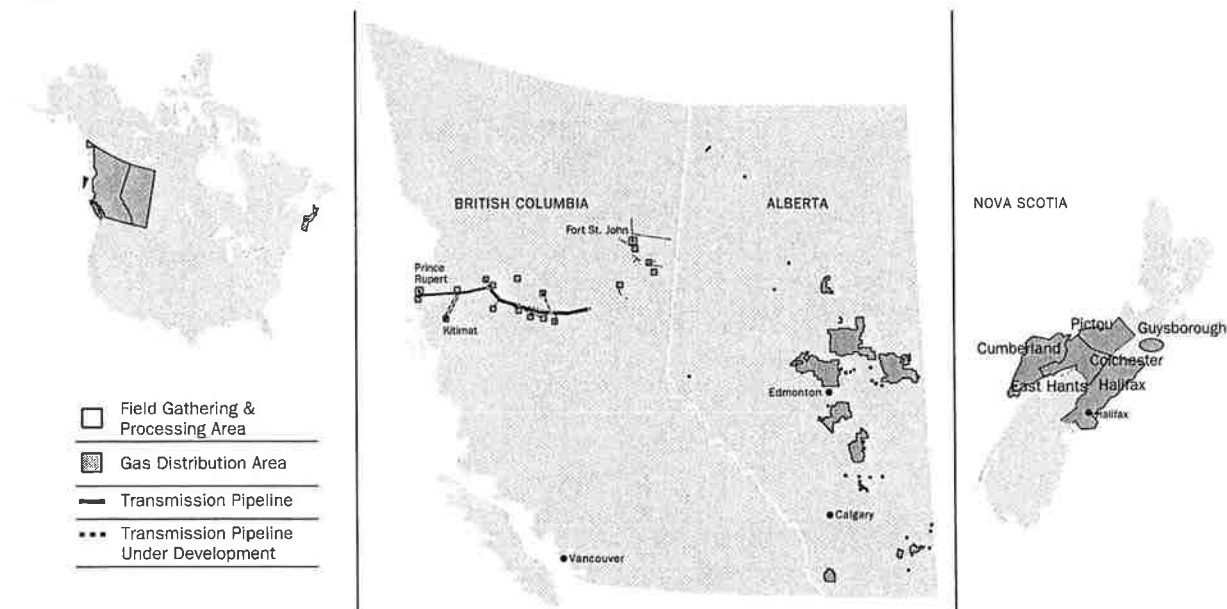 BRITISH COLUMBIA
ALBERTA
Fort St. John
Prince
Rupert
Kitimat
Edmonton
Calgary
Vancouver
NOVA SCOTIA
Pictou
Guysborough
Cumberland
Colchester
East Hants
Halifax
Halifax
Field Gathering &
Processing Area
Gas Distribution Area
Transmission Pipeline
Transmission Pipeline
Under Development